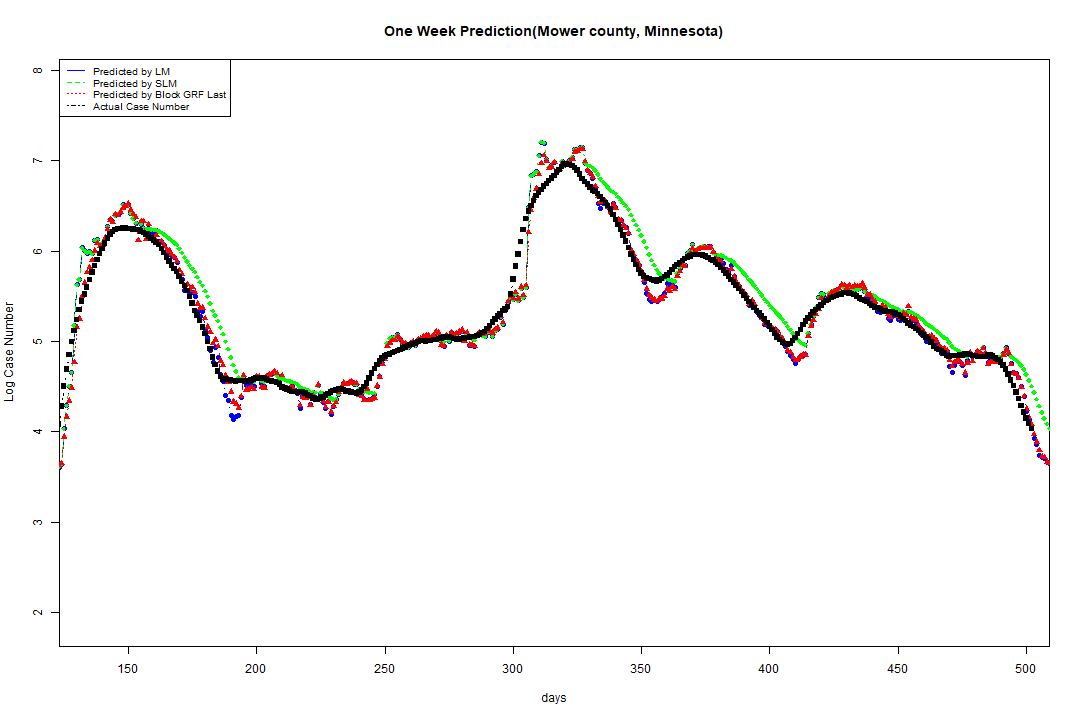 One Week Prediction(Mower county, Minnesota)
Predicted by LM
Predicted by SLM
Predicted by Block GRF Last
Actual Case Number
8
7
6
5
4
3
2
Log Case Number
150 200 250 300 350 400 450 500
days